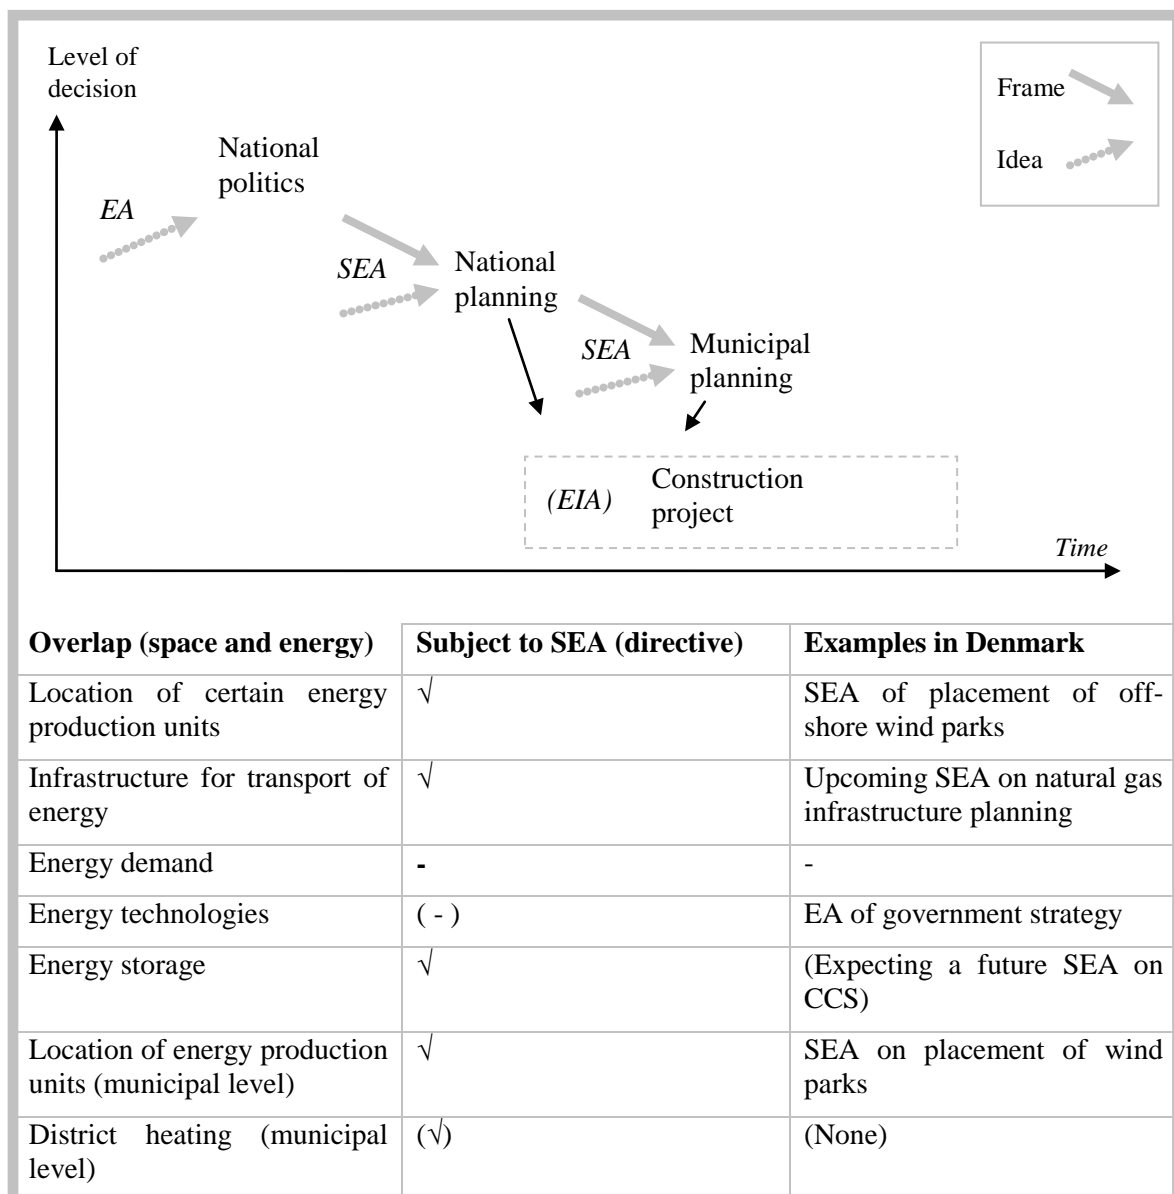 Level of
decision
Frame
Idea
National
politics
EA
SEA
National
planning
SEA
Municipal
planning
(EIA)
Construction
project
Time
Overlap (space and energy)
Subject to SEA (directive)
Examples in Denmark
Location of certain energy
production units
√
SEA of placement of off-
shore wind parks
Infrastructure for transport of
energy
√
Upcoming SEA on natural gas
infrastructure planning
Energy demand
-
-
Energy technologies
( - )
EA of government strategy
Energy storage
√
(Expecting a future SEA on
CCS)
Location of energy production
units (municipal level)
√
SEA on placement of wind
parks
District heating (municipal
level)
(√)
(None)